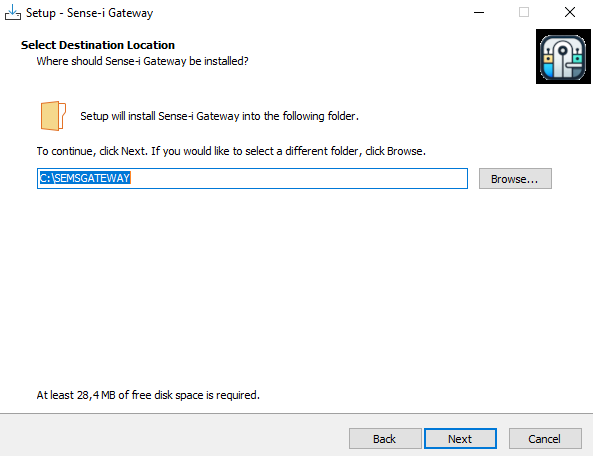 Setup - Sense-i Gateway
Select Destination Location
Where should Sense-i Gateway be installed?
Setup will install Sense-i Gateway into the following folder.
To continue, click Next. If you would like to select a different folder, click Browse.
C:\SEMSGATEWAY
Browse...
At least 28,4 MB of free disk space is required.
Back
Next
Cancel